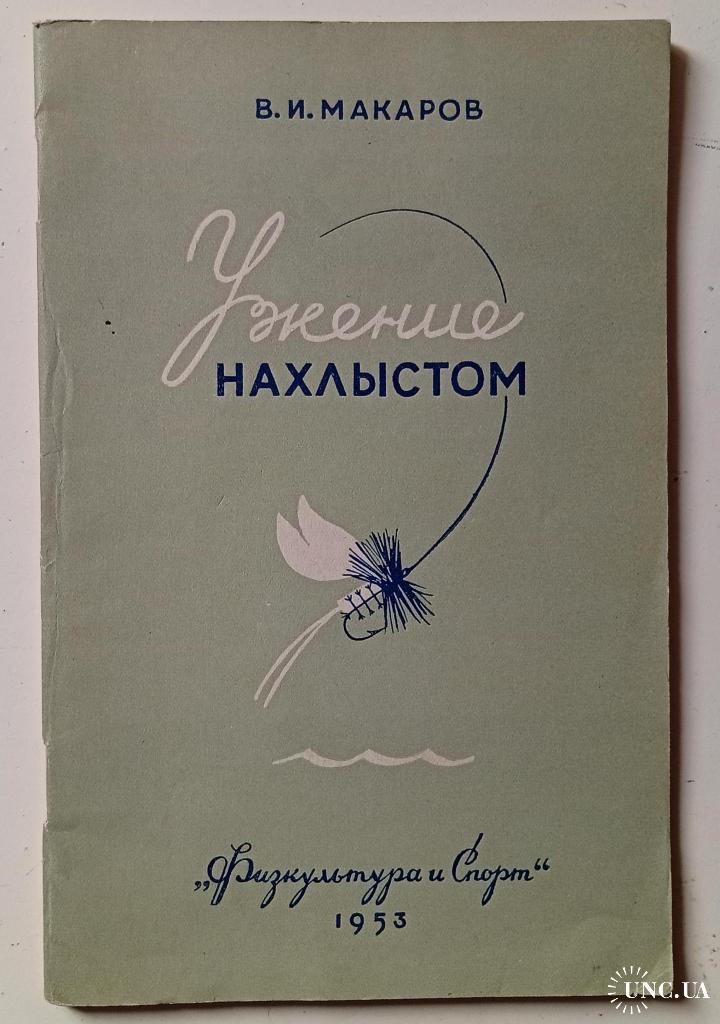 В. И. МАКАРОВ
Ужение
НАХЛЫСТОМ
„Физкультура и Спорт“
1953
UNC.UA